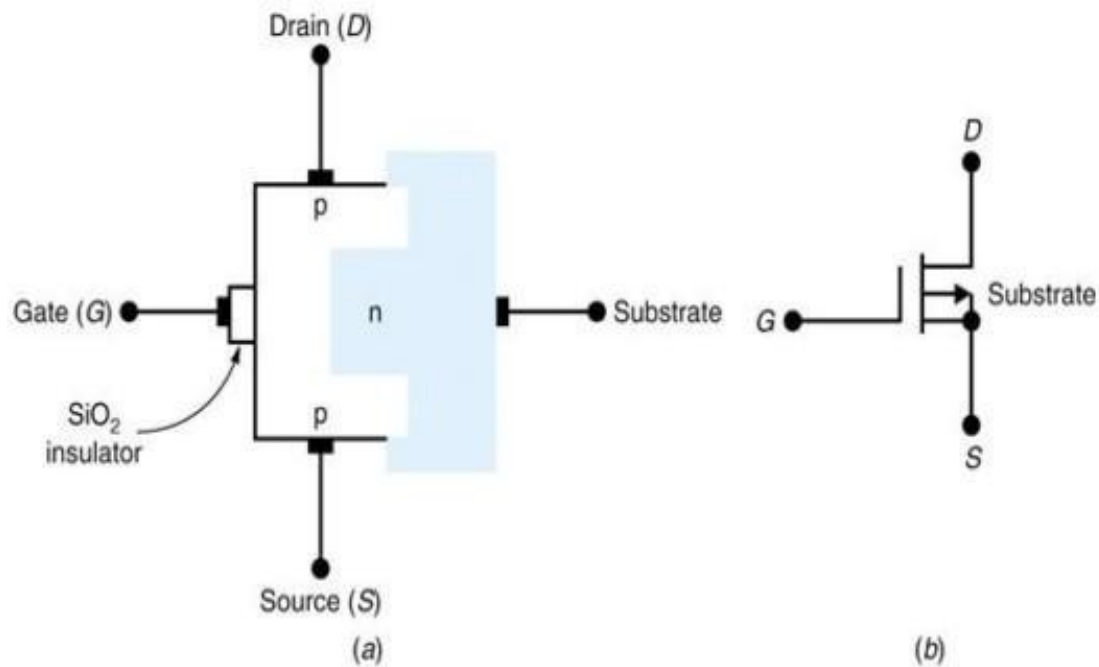 Drain (D)
p
Gate (G)
n
Substrate
SiO₂
insulator
p
Source (S)
(a)
D
Substrate
G
S
(b)